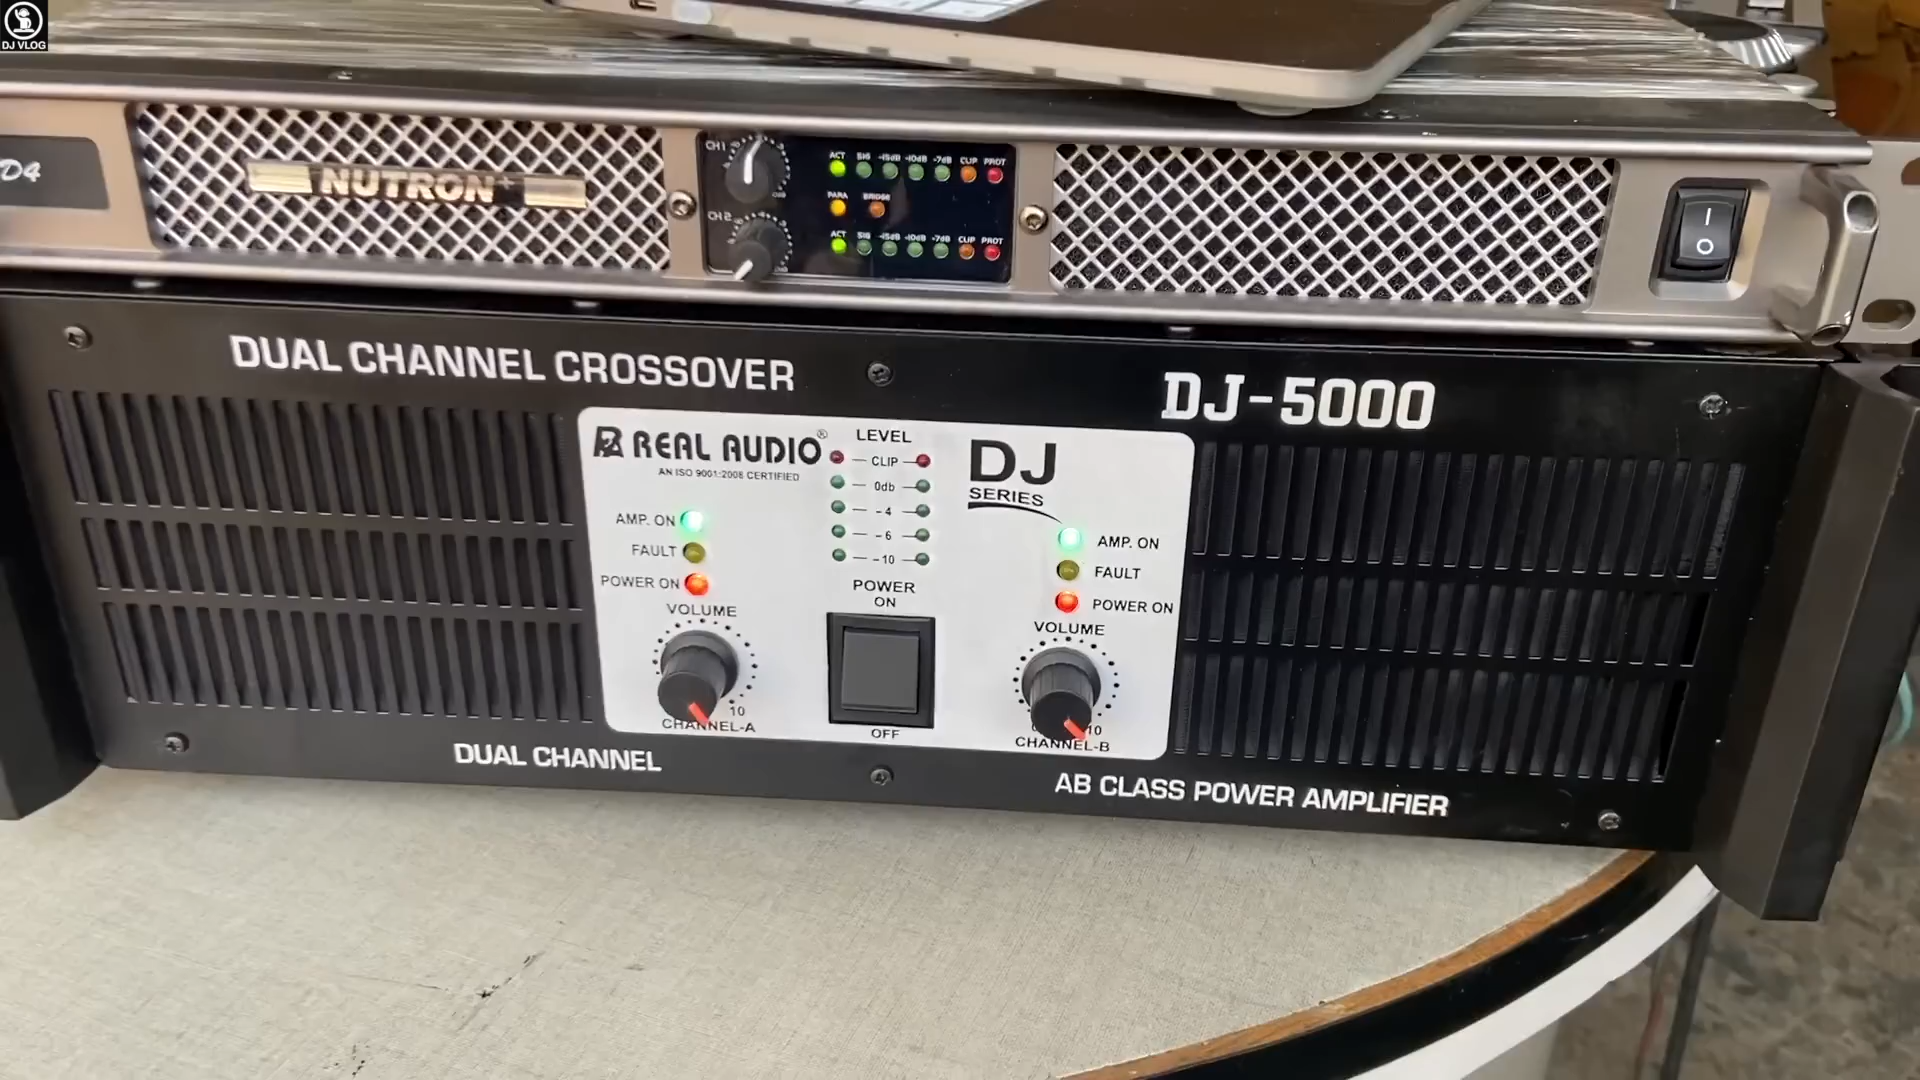 DJ VLOG
D4
NUTRON
CH1
ACT SIG -15dB -10dB -7dB CLIP PROT
PARA BRIDGE
CH2
ACT SIG -15dB -10dB -7dB CLIP PROT
I
O
DUAL CHANNEL CROSSOVER
DJ-5000
REAL AUDIO®
AN ISO 9001:2008 CERTIFIED
LEVEL
CLIP
0db
-4
-6
-10
DJ
SERIES
AMP. ON
FAULT
POWER ON
VOLUME
10
CHANNEL-A
POWER
ON
OFF
AMP. ON
FAULT
POWER ON
VOLUME
10
CHANNEL-B
DUAL CHANNEL
AB CLASS POWER AMPLIFIER